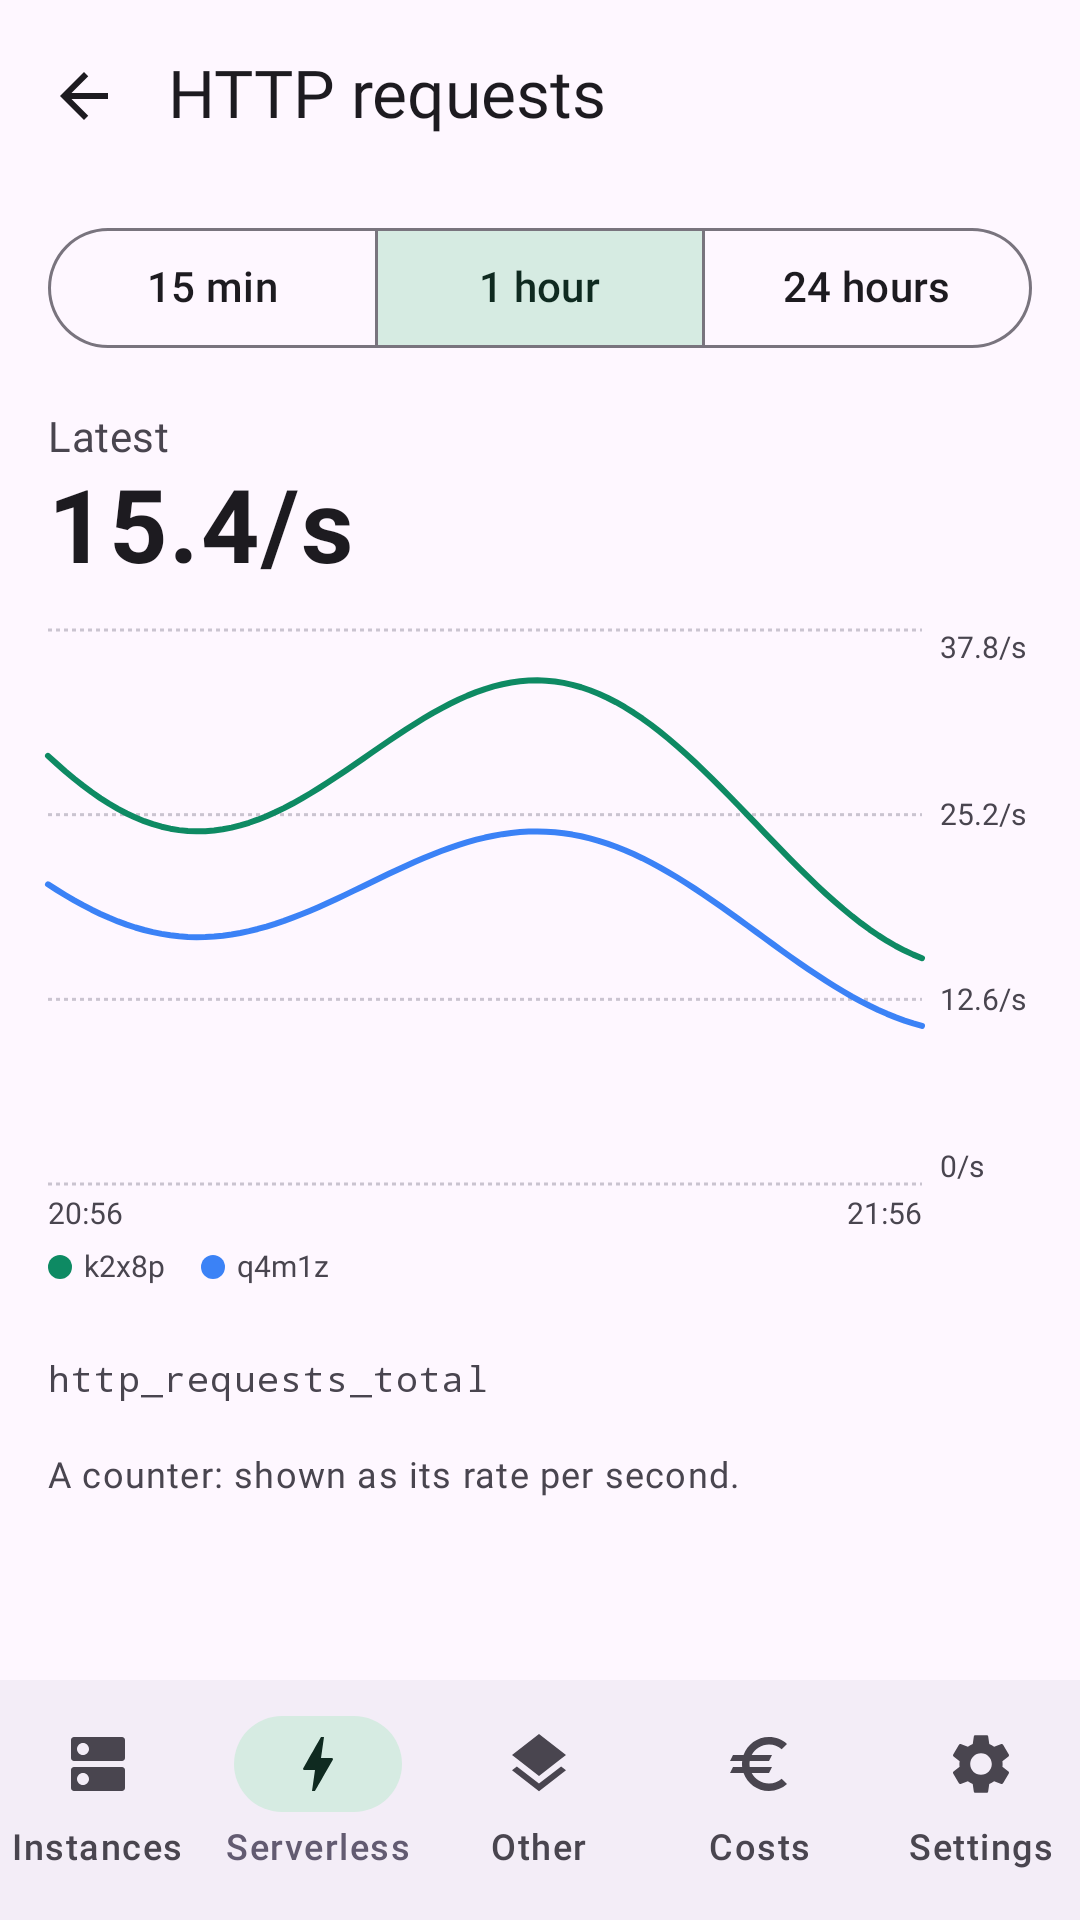 HTTP requests
15 min
1 hour
24 hours
Latest
15.4/s
37.8/s
25.2/s
12.6/s
0/s
20:56
21:56
k2x8p
q4m1z
http_requests_total
A counter: shown as its rate per second.
Instances
Serverless
Other
Costs
Settings